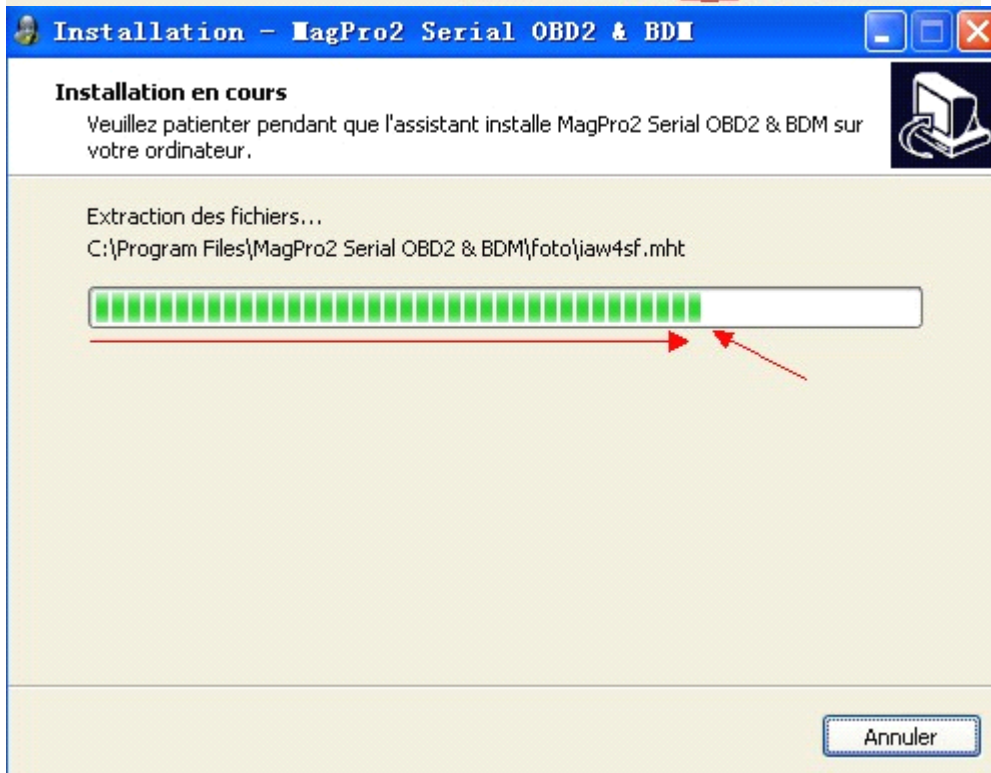 Installation - MagPro2 Serial OBD2 & BDM
Installation en cours
Veuillez patienter pendant que l'assistant installe MagPro2 Serial OBD2 & BDM sur
votre ordinateur.
Extraction des fichiers...
C:\Program Files\MagPro2 Serial OBD2 & BDM\foto\iaw4sf.mht
Annuler